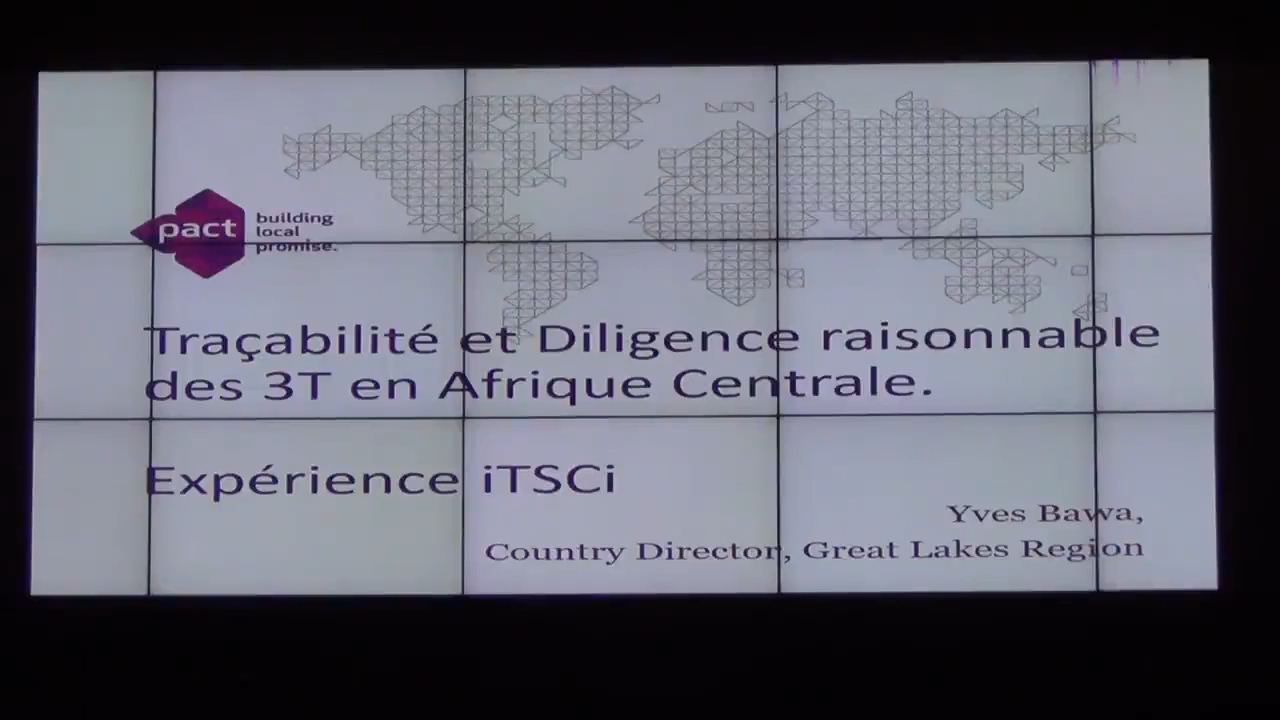 pact
building
local
promise.
Traçabilité et Diligence raisonnable
des 3T en Afrique Centrale.
Expérience iTSCi
Yves Bawa,
Country Director, Great Lakes Region